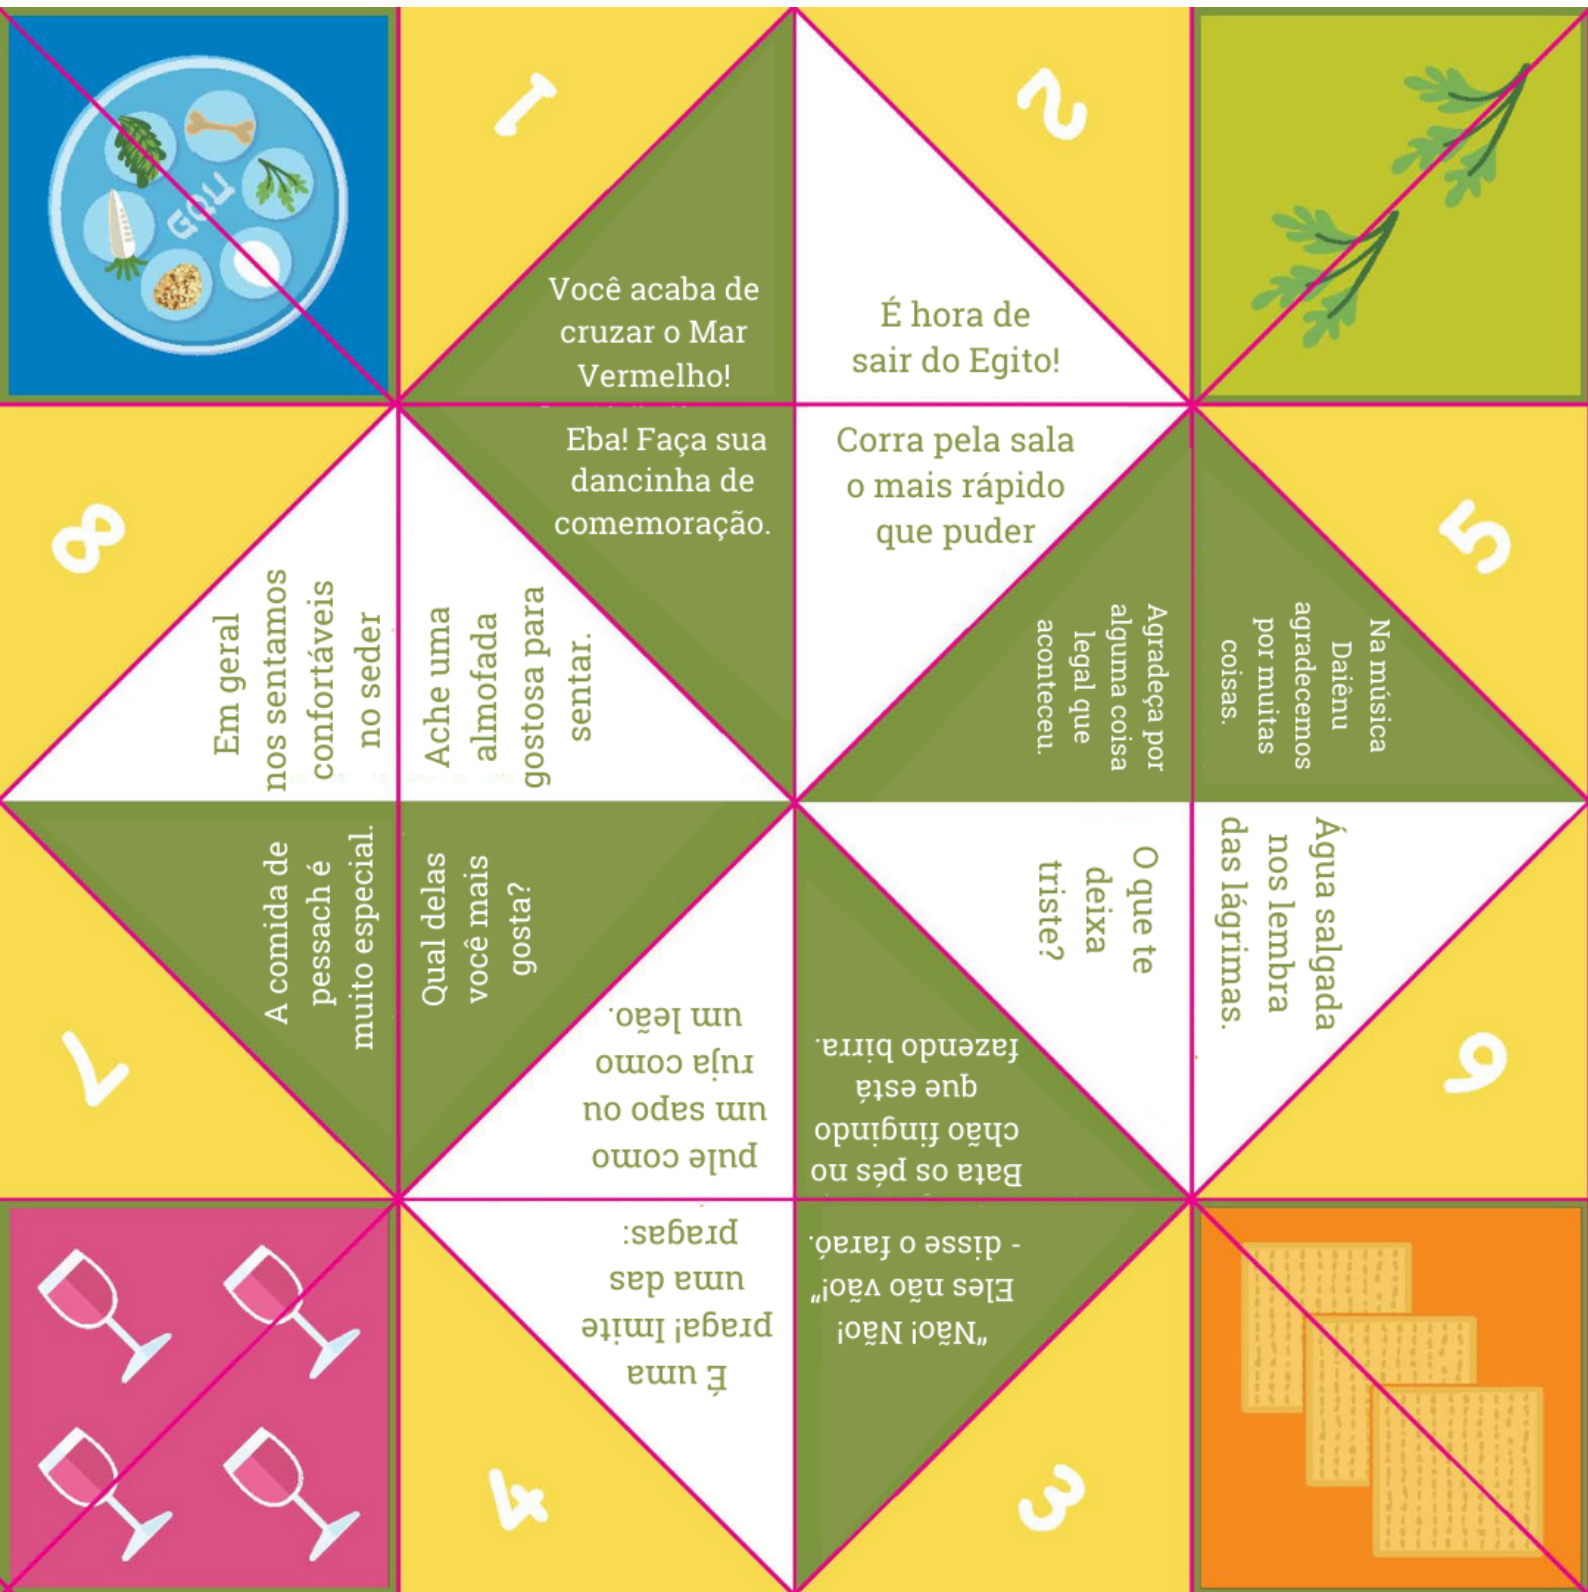 1
2
פסח
Você acaba de
cruzar o Mar
Vermelho!
É hora de
sair do Egito!
Eba! Faça sua
dancinha de
comemoração.
Corra pela sala
o mais rápido
que puder
8
Em geral
nos sentamos
confortáveis
no seder
Ache uma
almofada
gostosa para
sentar.
5
Na música
Daiênu
agradecemos
por muitas
coisas.
Agradeça por
alguma coisa
legal que
aconteceu.
7
A comida de
pessach é
muito especial.
Qual delas
você mais
gosta?
6
Água salgada
nos lembra
das lágrimas.
O que te
deixa
triste?
4
É uma
praga! Imite
uma das
pragas:
pule como
um sapo ou
ruja como
um leão.
3
“Não! Não!
Eles não vão!”
- disse o faraó.
Bata os pés no
chão fingindo
que está
fazendo birra.